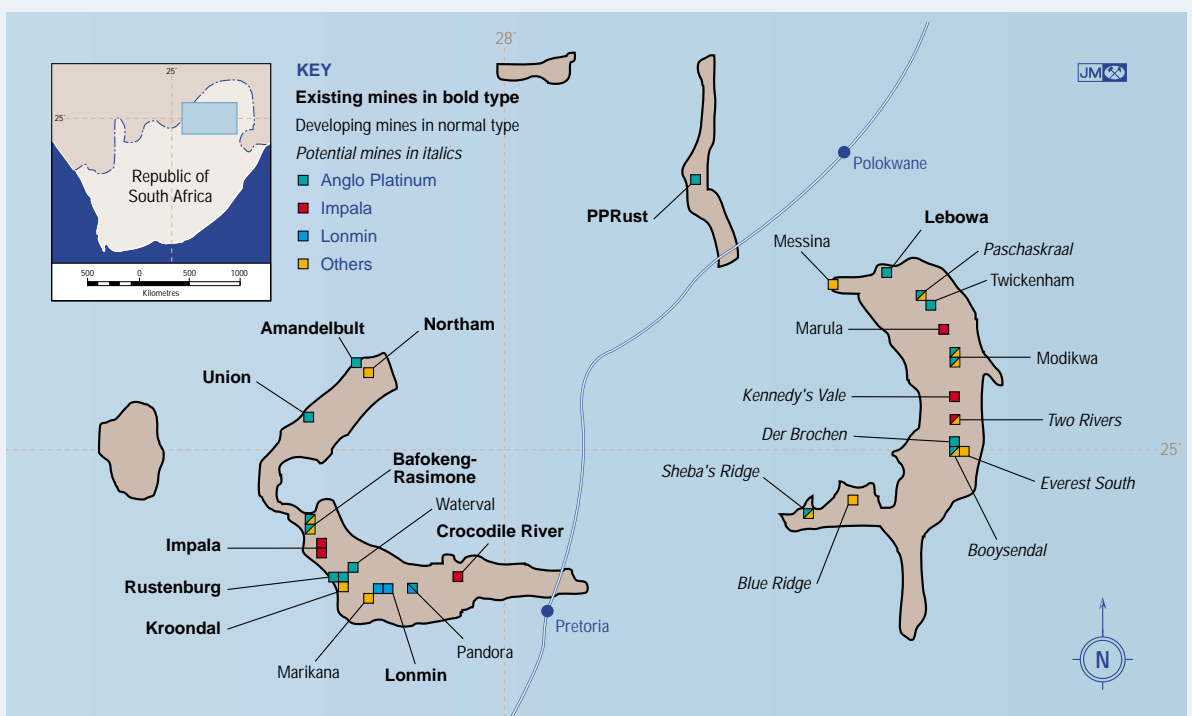 28°
JM
25°
25°
Republic of
South Africa
500 0 500 1000
Kilometres
KEY
Existing mines in bold type
Developing mines in normal type
Potential mines in italics
Anglo Platinum
Impala
Lonmin
Others
Polokwane
PPRust
Lebowa
Messina
Paschaskraal
Twickenham
Marula
Modikwa
Amandelbult
Northam
Union
Kennedy's Vale
Two Rivers
Der Brochen
25°
Bafokeng-
Rasimone
Sheba's Ridge
Everest South
Waterval
Crocodile River
Impala
Booysendal
Rustenburg
Blue Ridge
Kroondal
Pretoria
Pandora
Marikana
Lonmin
N